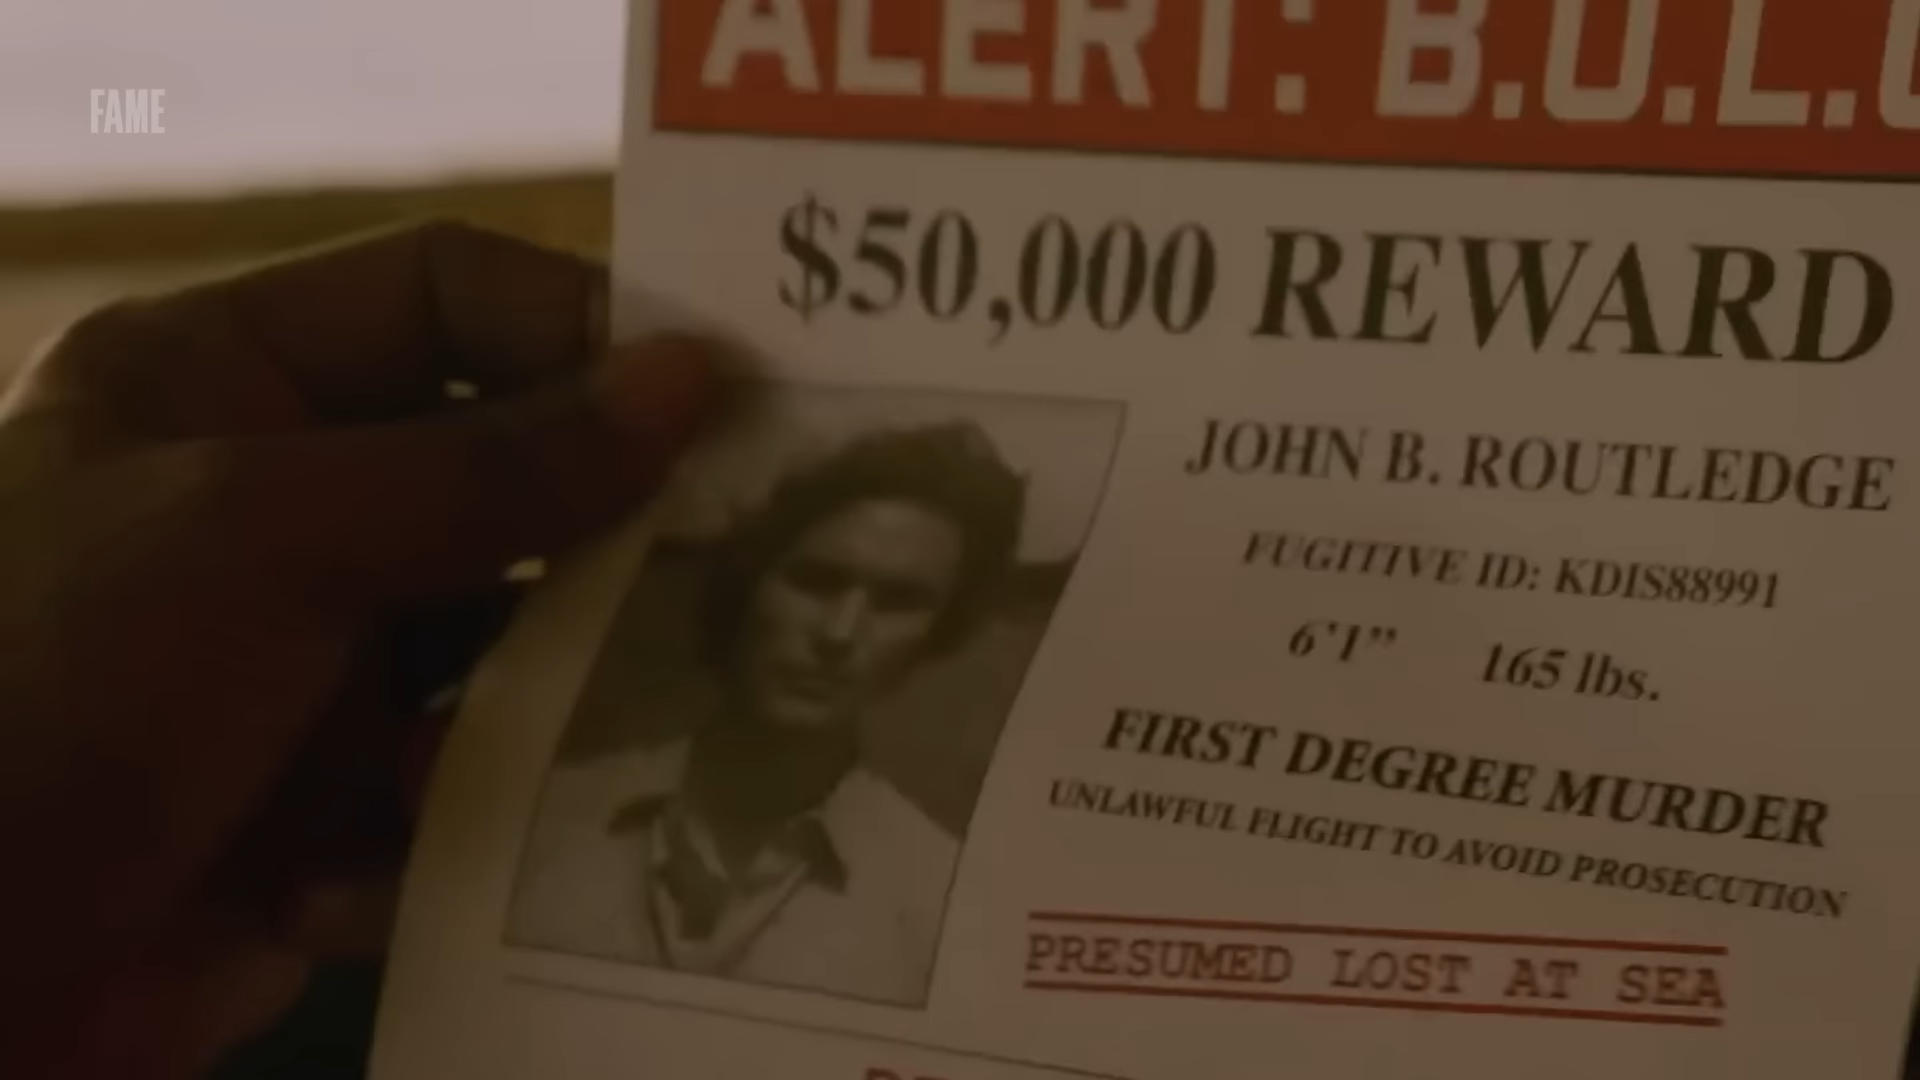 FAME
ALERT: B.O.L.
$50,000 REWARD
JOHN B. ROUTLEDGE
FUGITIVE ID: KDIS88991
6'1" 165 lbs.
FIRST DEGREE MURDER
UNLAWFUL FLIGHT TO AVOID PROSECUTION
PRESUMED LOST AT SEA